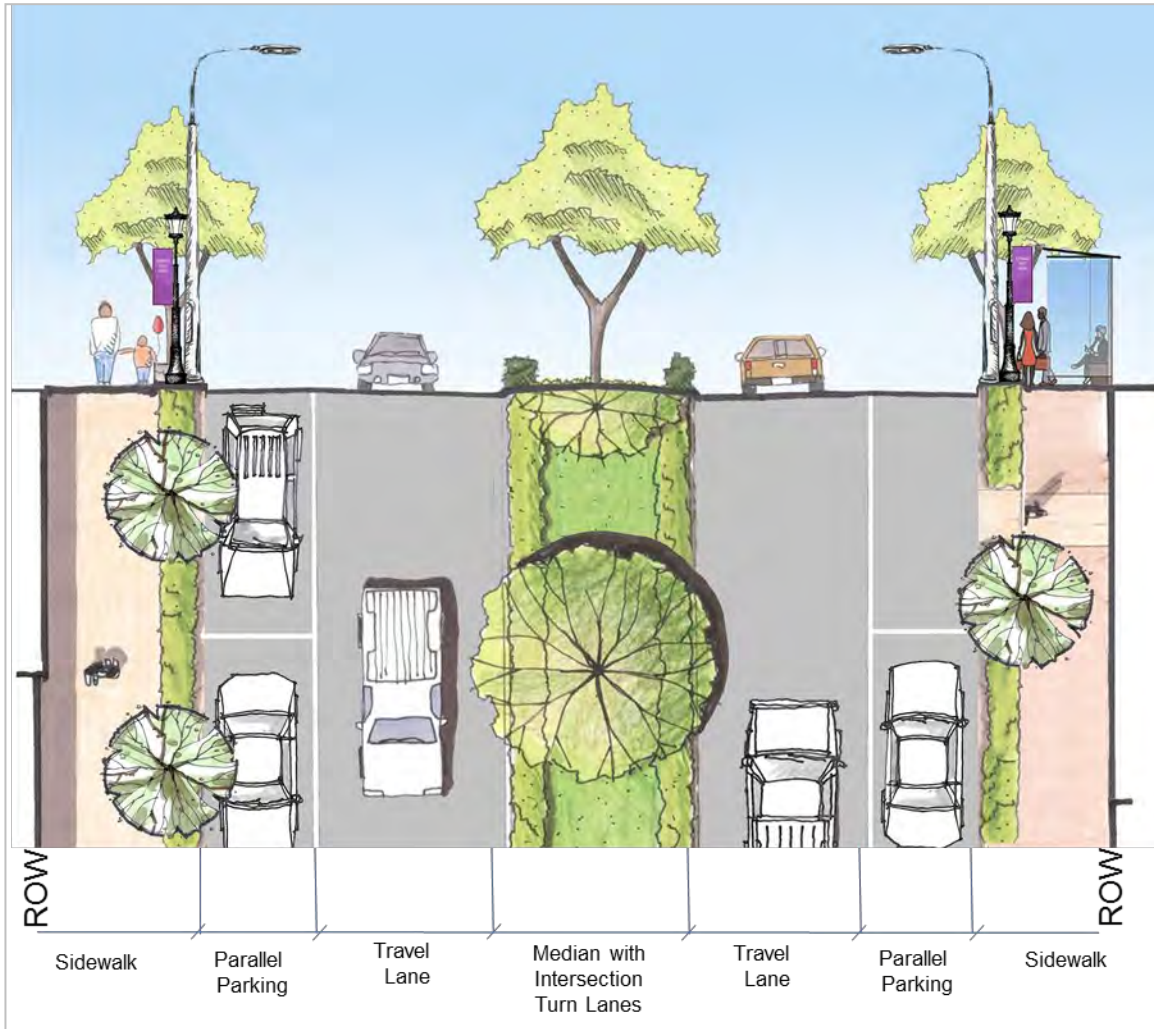 ROW
ROW
Sidewalk
Parallel
Parking
Travel
Lane
Median with
Intersection
Turn Lanes
Travel
Lane
Parallel
Parking
Sidewalk